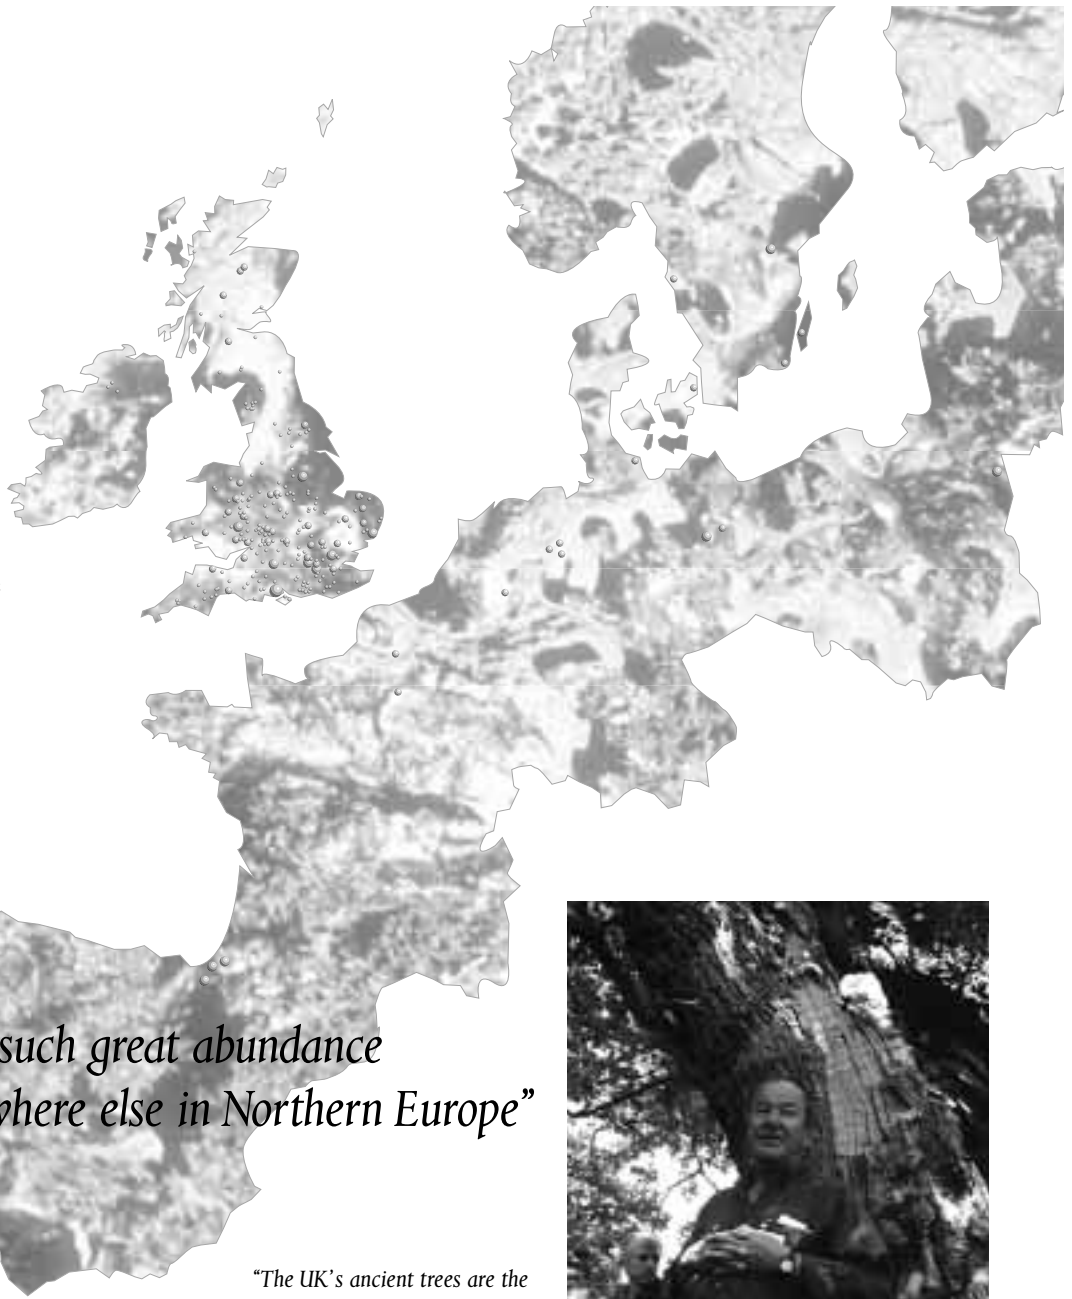 such great abundance
where else in Northern Europe”
“The UK’s ancient trees are the